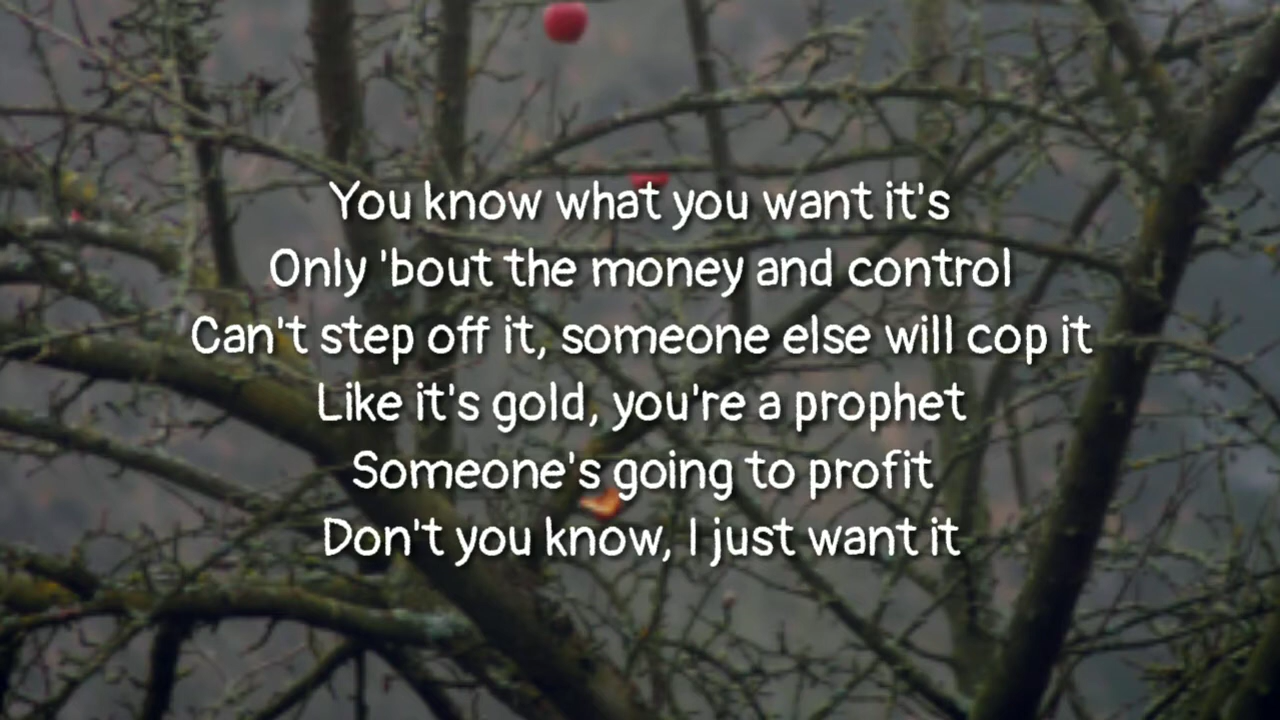 You know what you want it's
Only 'bout the money and control
Can't step off it, someone else will cop it
Like it's gold, you're a prophet
Someone's going to profit
Don't you know, I just want it